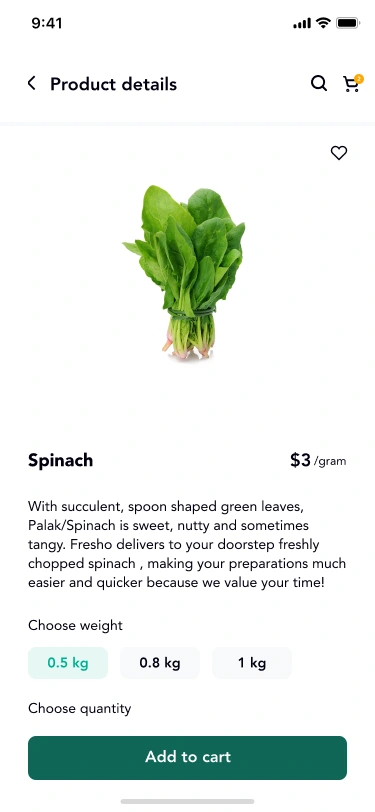 9:41
Product details
Spinach
$3 /gram
With succulent, spoon shaped green leaves,
Palak/Spinach is sweet, nutty and sometimes
tangy. Fresho delivers to your doorstep freshly
chopped spinach , making your preparations much
easier and quicker because we value your time!
Choose weight
0.5 kg
0.8 kg
1 kg
Choose quantity
Add to cart